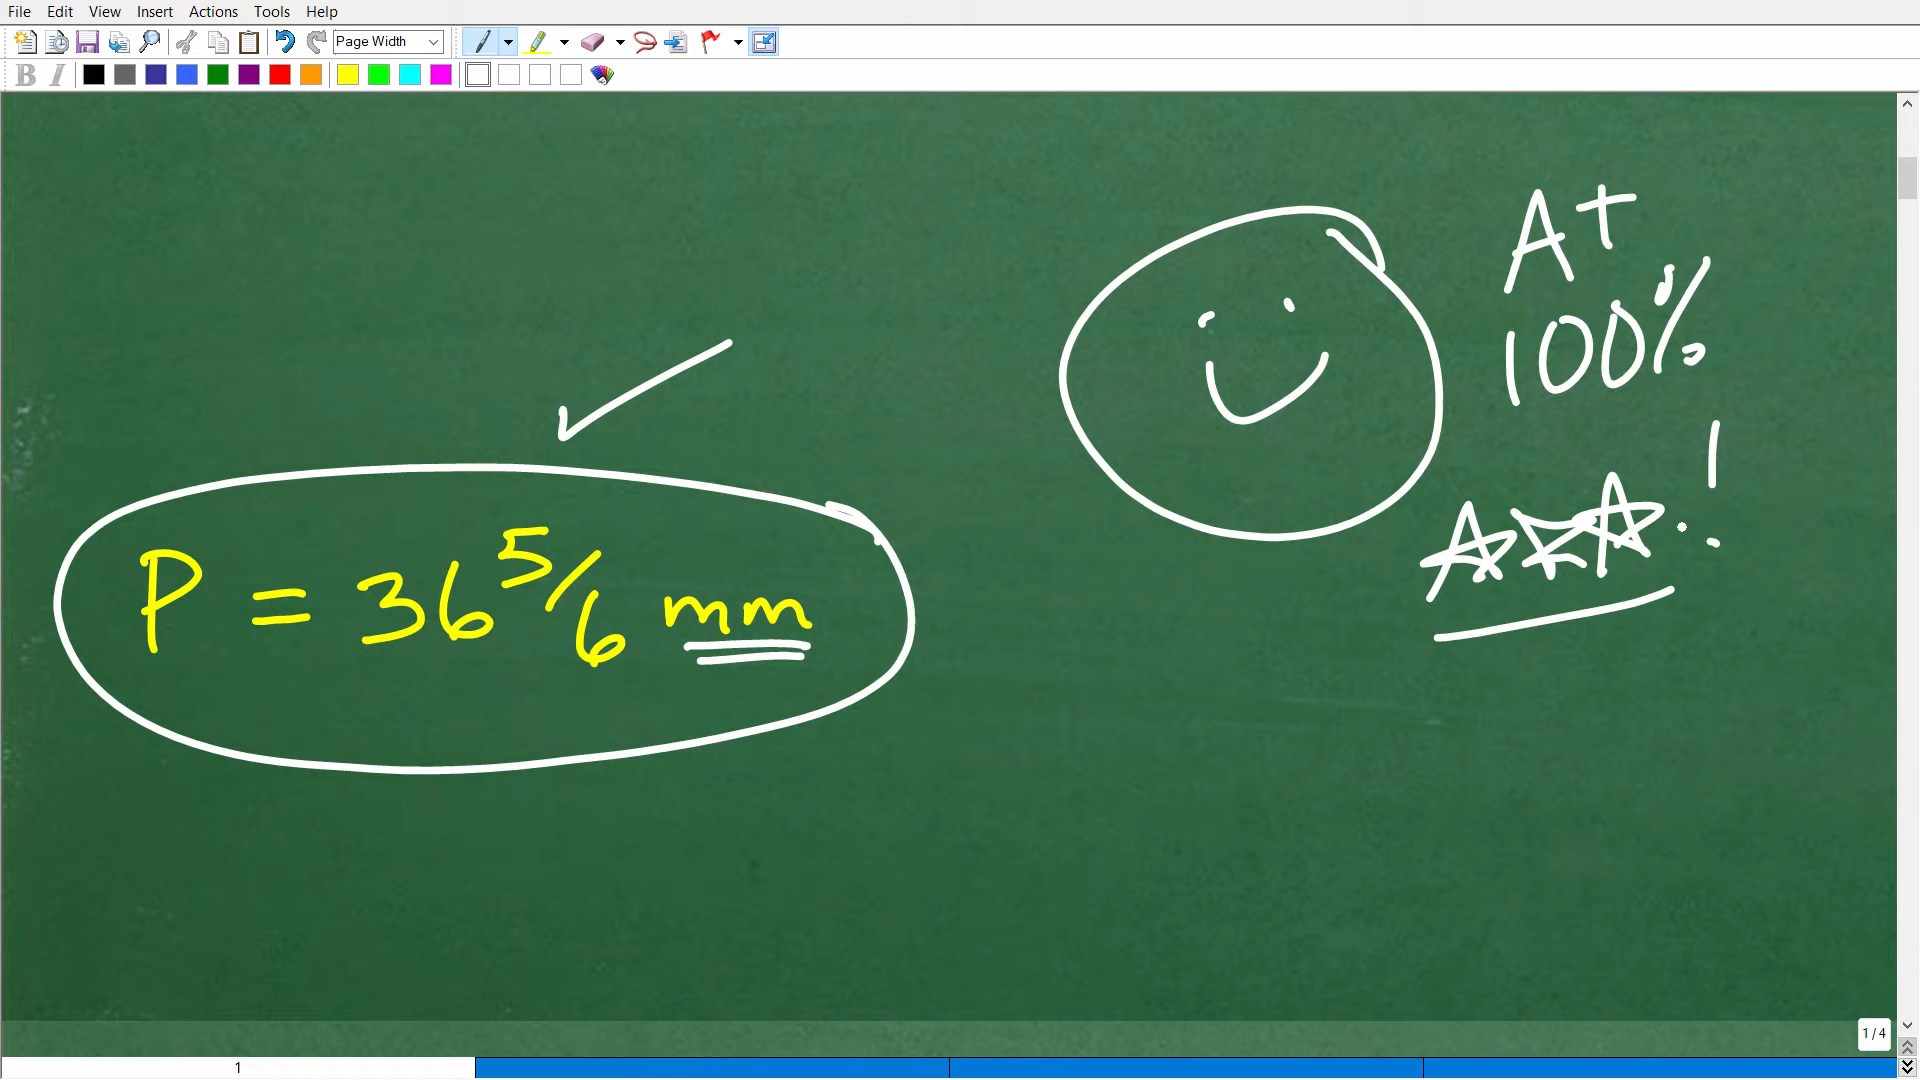 File Edit View Insert Actions Tools Help
Page Width
B I
A+
100%
!
P = 36 5/6 mm
1 / 4
1